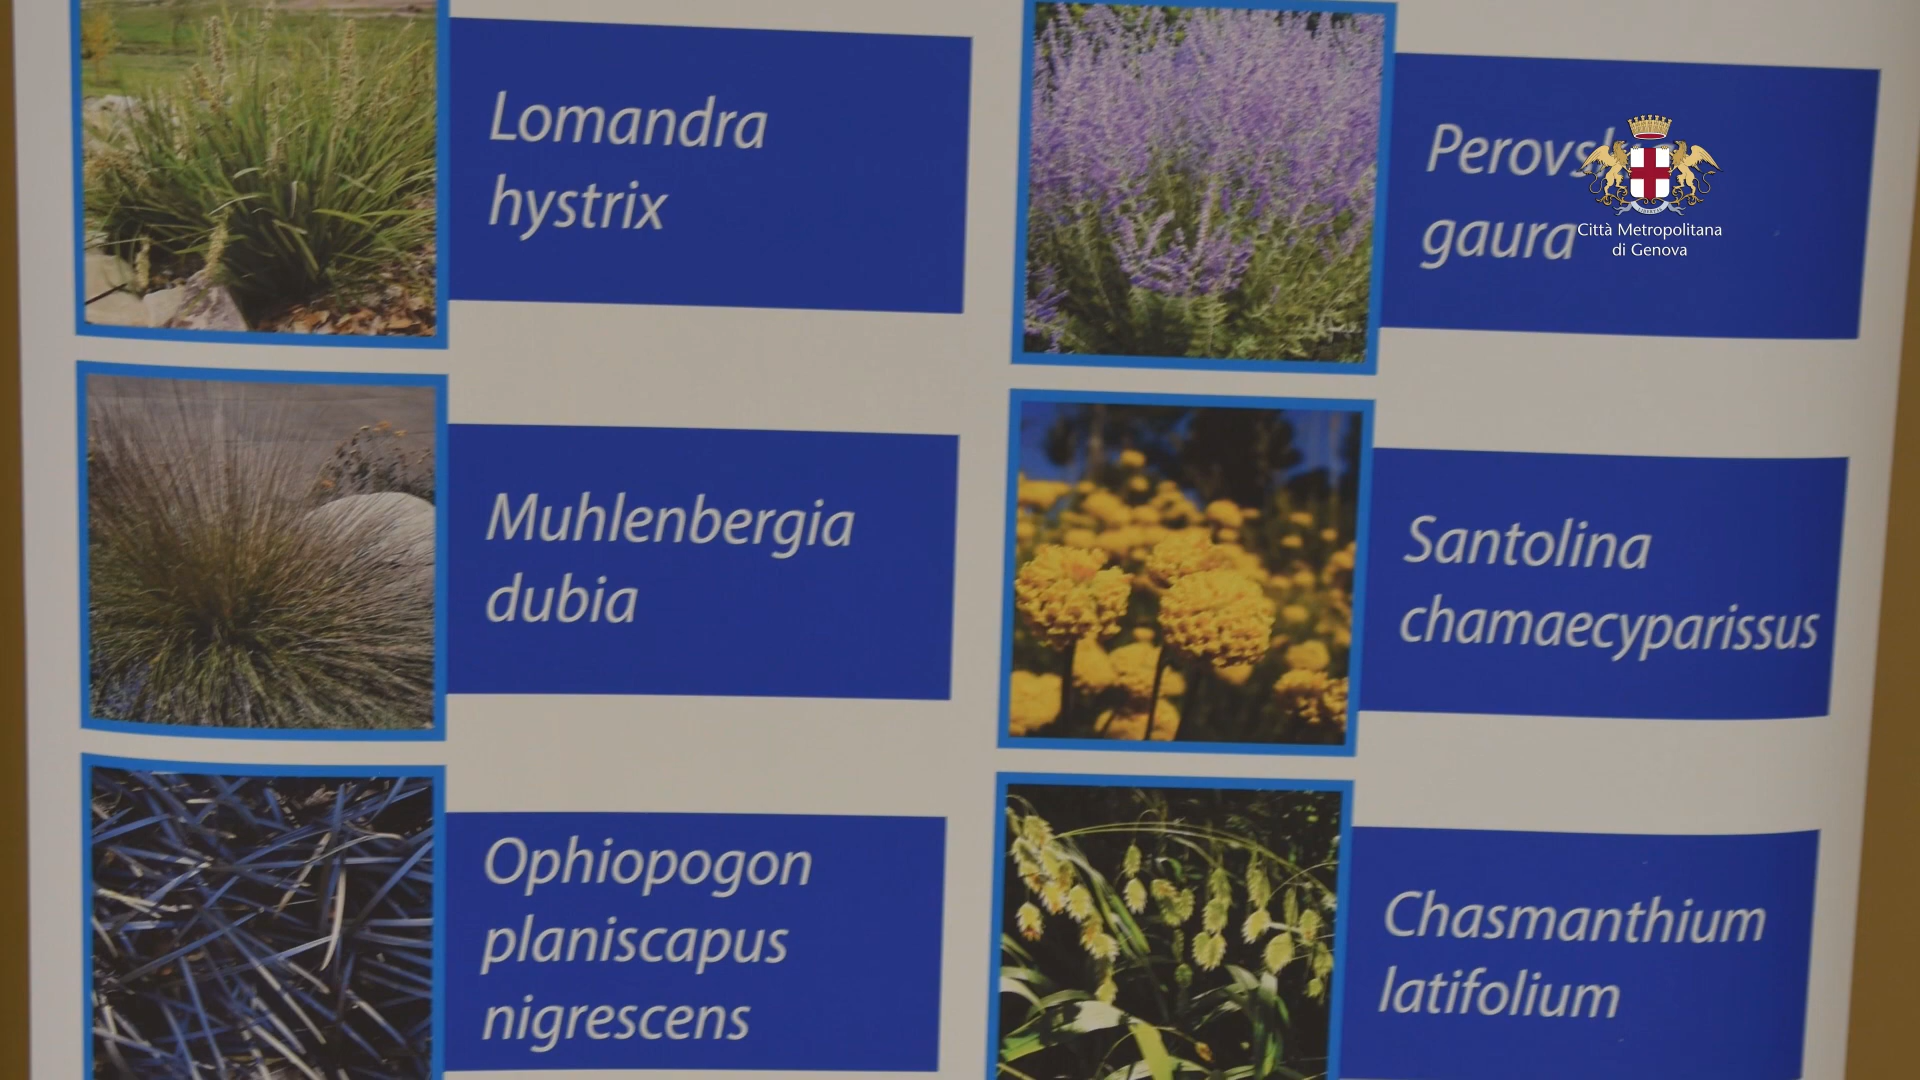 Lomandra
hystrix
Perovs
gaura
Città Metropolitana
di Genova
Muhlenbergia
dubia
Santolina
chamaecyparissus
Ophiopogon
planiscapus
nigrescens
Chasmanthium
latifolium